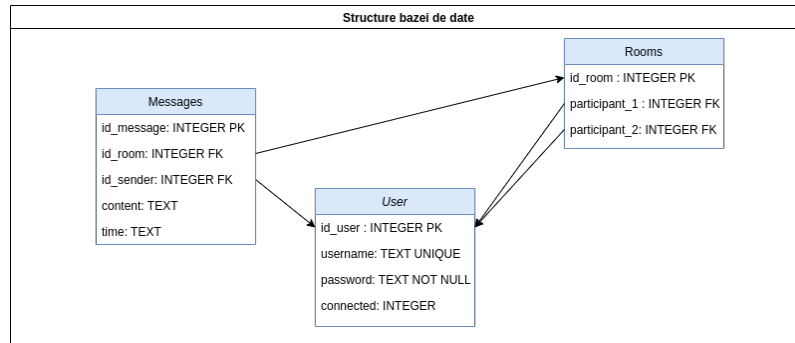 Structure bazei de date
Messages
id_message: INTEGER PK
id_room: INTEGER FK
id_sender: INTEGER FK
content: TEXT
time: TEXT
User
id_user : INTEGER PK
username: TEXT UNIQUE
password: TEXT NOT NULL
connected: INTEGER
Rooms
id_room : INTEGER PK
participant_1 : INTEGER FK
participant_2: INTEGER FK